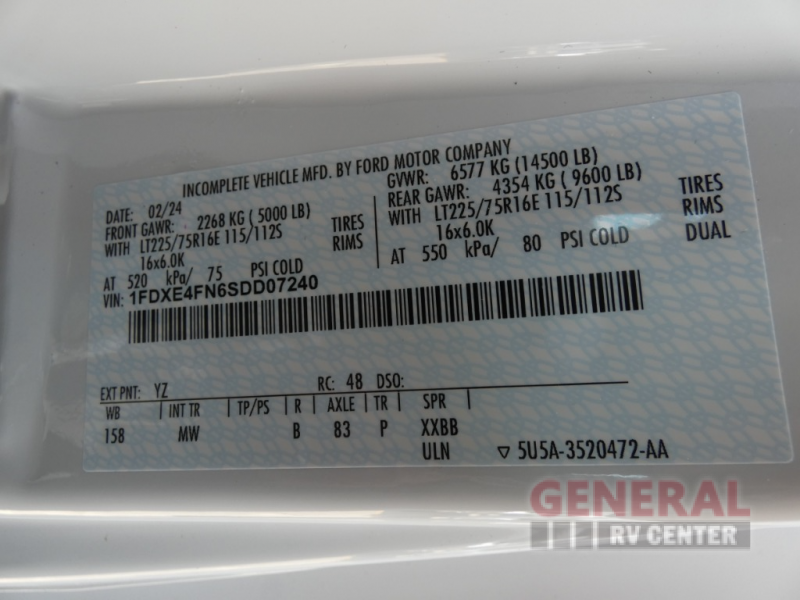 INCOMPLETE VEHICLE MFD. BY FORD MOTOR COMPANY
DATE: 02/24
FRONT GAWR: 2268 KG ( 5000 LB)
WITH LT225/75R16E 115/112S TIRES
16x6.0K RIMS
AT 520 kPa/ 75 PSI COLD
GVWR: 6577 KG (14500 LB)
REAR GAWR: 4354 KG ( 9600 LB)
WITH LT225/75R16E 115/112S TIRES
16x6.0K RIMS
AT 550 kPa/ 80 PSI COLD DUAL
VIN: 1FDXE4FN6SDD07240
EXT PNT: YZ RC: 48 DSO:
WB INT TR TP/PS R AXLE TR SPR
158 MW B 83 P XXBB
ULN ▽ 5U5A-3520472-AA
GENERAL
RV CENTER